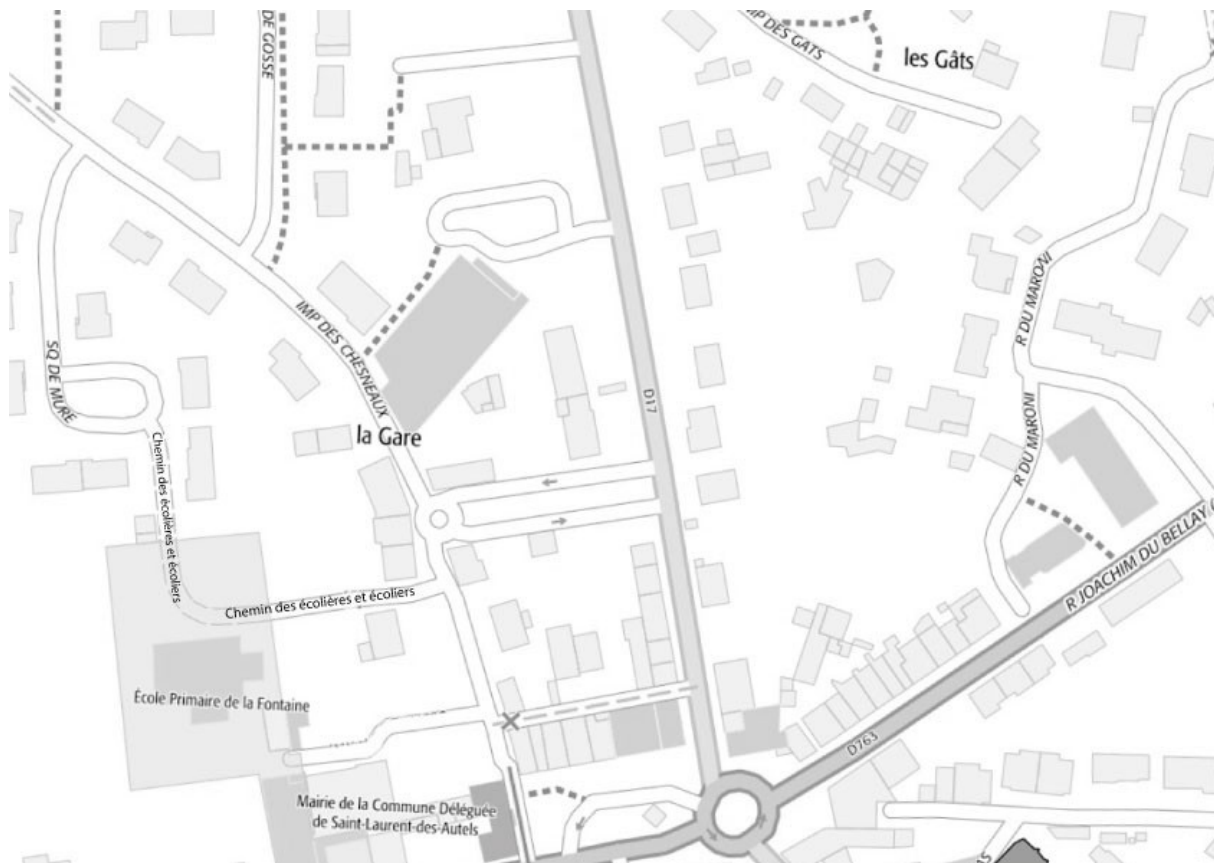 DE GOSSE
IMP DES GATS
les Gâts
R DU MARONI
IMP DES CHESNEAUX
SQ DE MURE
D17
la Gare
R DU MARONI
Chemin des écolières et écoliers
R JOACHIM DU BELLAY
Chemin des écolières et écoliers
École Primaire de la Fontaine
D763
Mairie de la Commune Déléguée
de Saint-Laurent-des-Autels